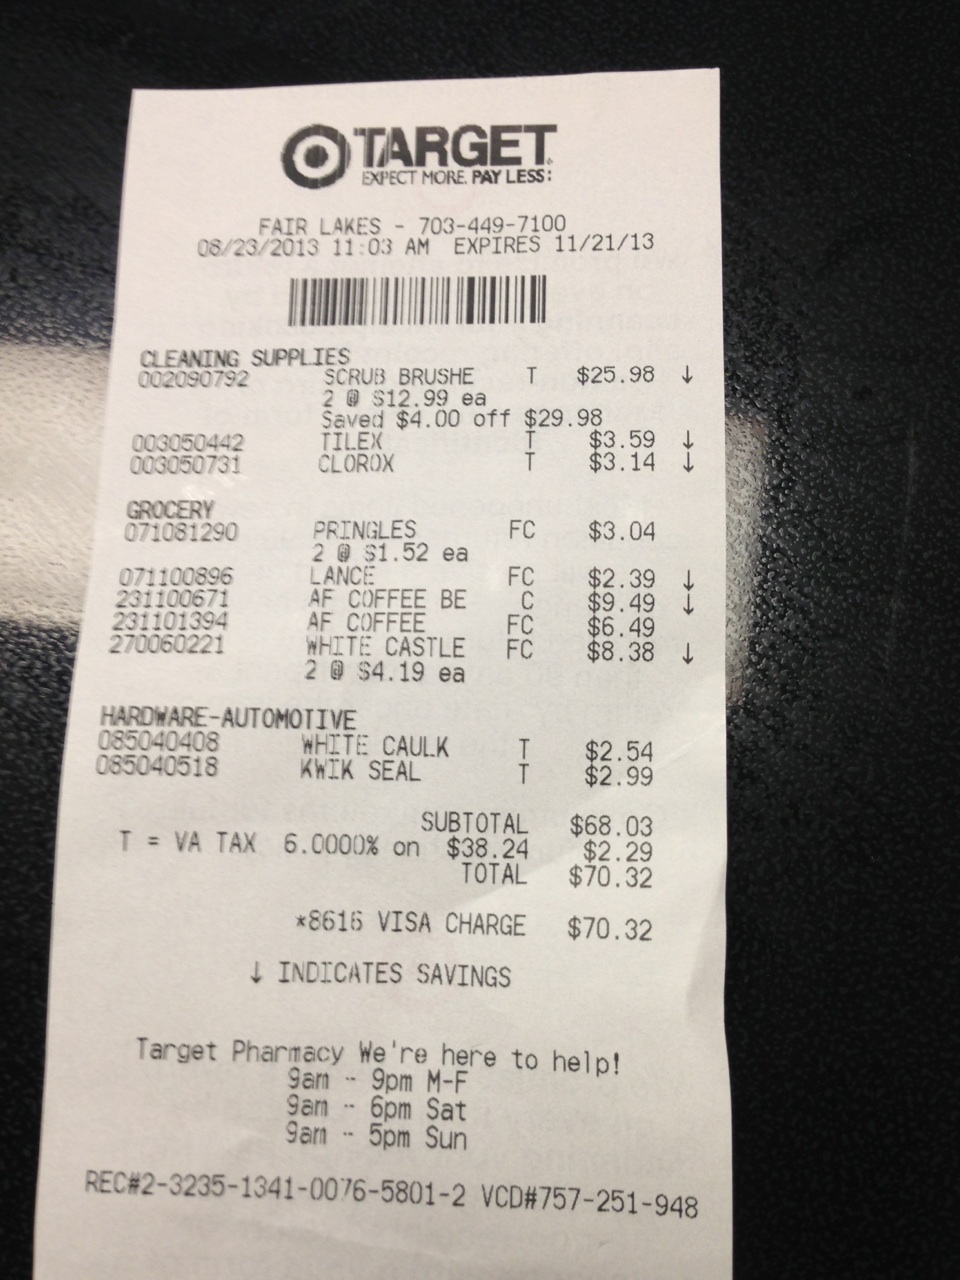 TARGET
EXPECT MORE. PAY LESS.
FAIR LAKES - 703-449-7100
08/23/2013 11:03 AM EXPIRES 11/21/13
CLEANING SUPPLIES
002090792 SCRUB BRUSHE T $25.98 ↓
2 @ $12.99 ea
Saved $4.00 off $29.98
003050442 TILEX T $3.59 ↓
003050731 CLOROX T $3.14 ↓
GROCERY
071081290 PRINGLES FC $3.04
2 @ $1.52 ea
071100896 LANCE FC $2.39 ↓
231100671 AF COFFEE BE C $9.49 ↓
231101394 AF COFFEE FC $6.49
270060221 WHITE CASTLE FC $8.38 ↓
2 @ $4.19 ea
HARDWARE-AUTOMOTIVE
085040408 WHITE CAULK T $2.54
085040518 KWIK SEAL T $2.99
SUBTOTAL $68.03
T = VA TAX 6.0000% on $38.24 $2.29
TOTAL $70.32
*8616 VISA CHARGE $70.32
↓ INDICATES SAVINGS
Target Pharmacy We're here to help!
9am - 9pm M-F
9am - 6pm Sat
9am - 5pm Sun
REC#2-3235-1341-0076-5801-2 VCD#757-251-948